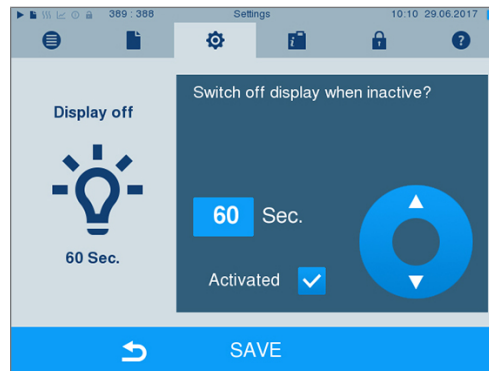 389 : 388 Settings 10:10 29.06.2017
Switch off display when inactive?
Display off
60 Sec.
60 Sec.
Activated
SAVE